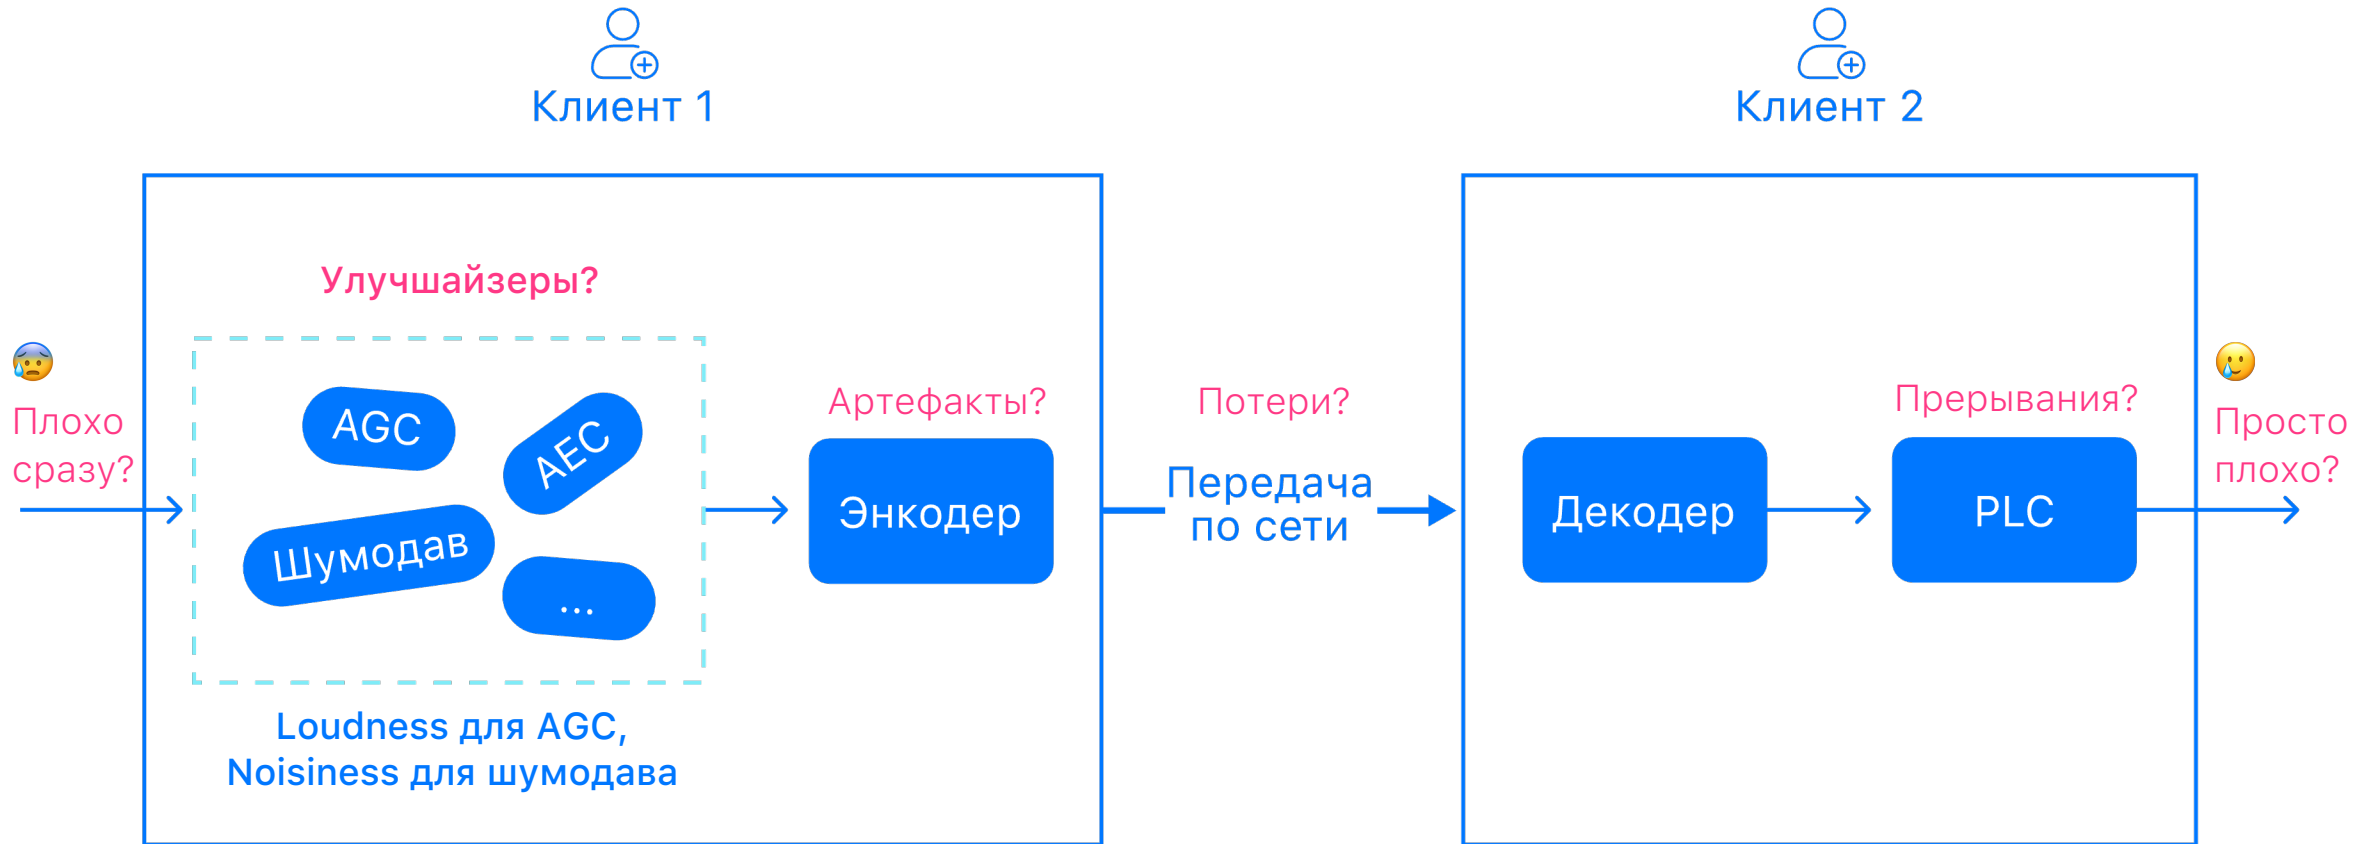 Клиент 1
Клиент 2
Улучшайзеры?
Плохо
сразу?
AGC
AEC
Шумодав
...
Loudness для AGC,
Noisiness для шумодава
Артефакты?
Энкодер
Потери?
Передача
по сети
Декодер
Прерывания?
PLC
Просто
плохо?